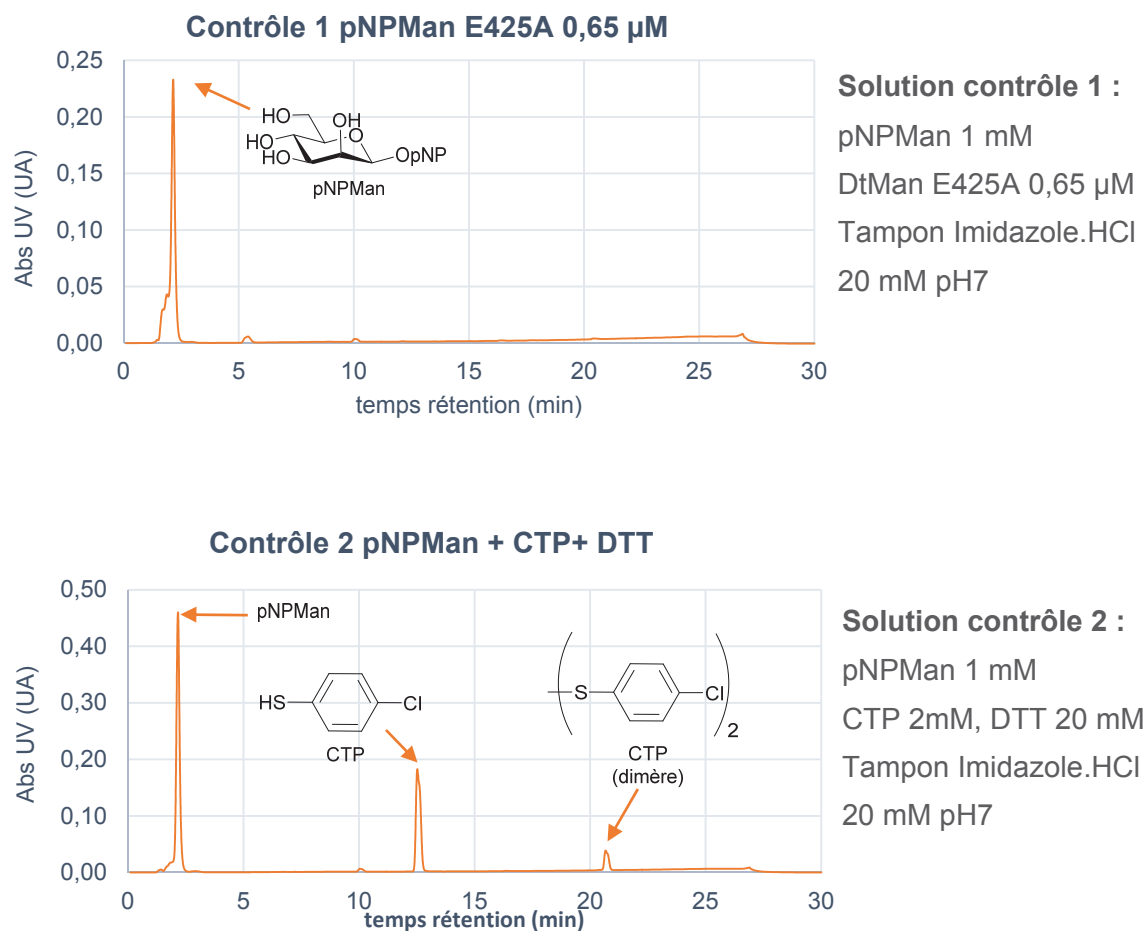 Contrôle 1 pNPMan E425A 0,65 µM
0,25
0,20
0,15
0,10
0,05
0,00
Abs UV (UA)
0 5 10 15 20 25 30
temps rétention (min)
HO
OH
O
HO
HO
OpNP
pNPMan
Solution contrôle 1 :
pNPMan 1 mM
DtMan E425A 0,65 µM
Tampon Imidazole.HCl
20 mM pH7
Contrôle 2 pNPMan + CTP+ DTT
0,50
0,40
0,30
0,20
0,10
0,00
Abs UV (UA)
0 5 10 15 20 25 30
temps rétention (min)
pNPMan
HS
Cl
CTP
S
Cl
2
CTP
(dimère)
Solution contrôle 2 :
pNPMan 1 mM
CTP 2mM, DTT 20 mM
Tampon Imidazole.HCl
20 mM pH7